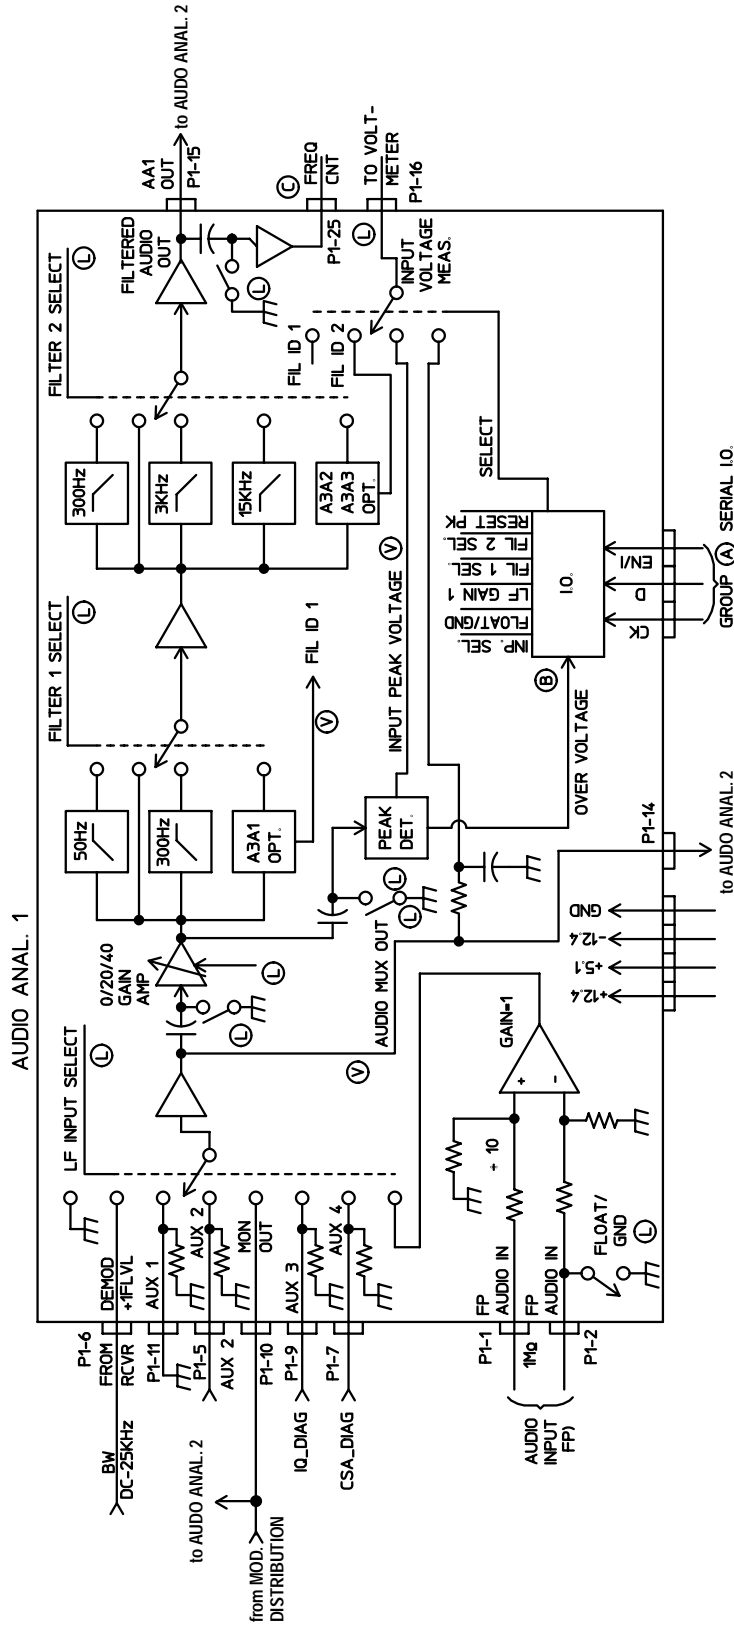 AUDIO ANAL. 1
LF INPUT SELECT
L
FILTER 1 SELECT
L
FILTER 2 SELECT
L
BW
DC-25KHz
P1-6
FROM
RCVR
DEMOD
+IFLVL
P1-11
AUX 1
P1-5
AUX 2
AUX 2
P1-10
MON
OUT
to AUDO ANAL. 2
from MOD.
DISTRIBUTION
IQ_DIAG
P1-9
AUX 3
CSA_DIAG
P1-7
AUX 4
AUDIO
INPUT
FP)
P1-1
FP
AUDIO IN
1MΩ
FP
AUDIO IN
P1-2
FLOAT/
GND
L
÷ 10
GAIN=1
+
-
0/20/40
GAIN
AMP
L
L
V
AUDIO MUX OUT
50Hz
300Hz
A3A1
OPT.
FIL ID 1
V
L
L
PEAK
DET.
INPUT PEAK VOLTAGE
V
OVER VOLTAGE
B
300Hz
3KHz
15KHz
A3A2
A3A3
OPT.
FILTERED
AUDIO
OUT
L
AA1
OUT
P1-15
to AUDO ANAL. 2
C
FREQ
CNT
P1-25
FIL ID 1
FIL ID 2
INPUT
VOLTAGE
MEAS.
L
TO VOLT-
METER
P1-16
SELECT
INP. SEL.
FLOAT/GND
LF GAIN 1
FIL 1 SEL.
FIL 2 SEL.
RESET PK
I.O.
CK
D
EN/I
GROUP A SERIAL I.O.
+12.4
+5.1
-12.4
GND
P1-14
to AUDO ANAL. 2